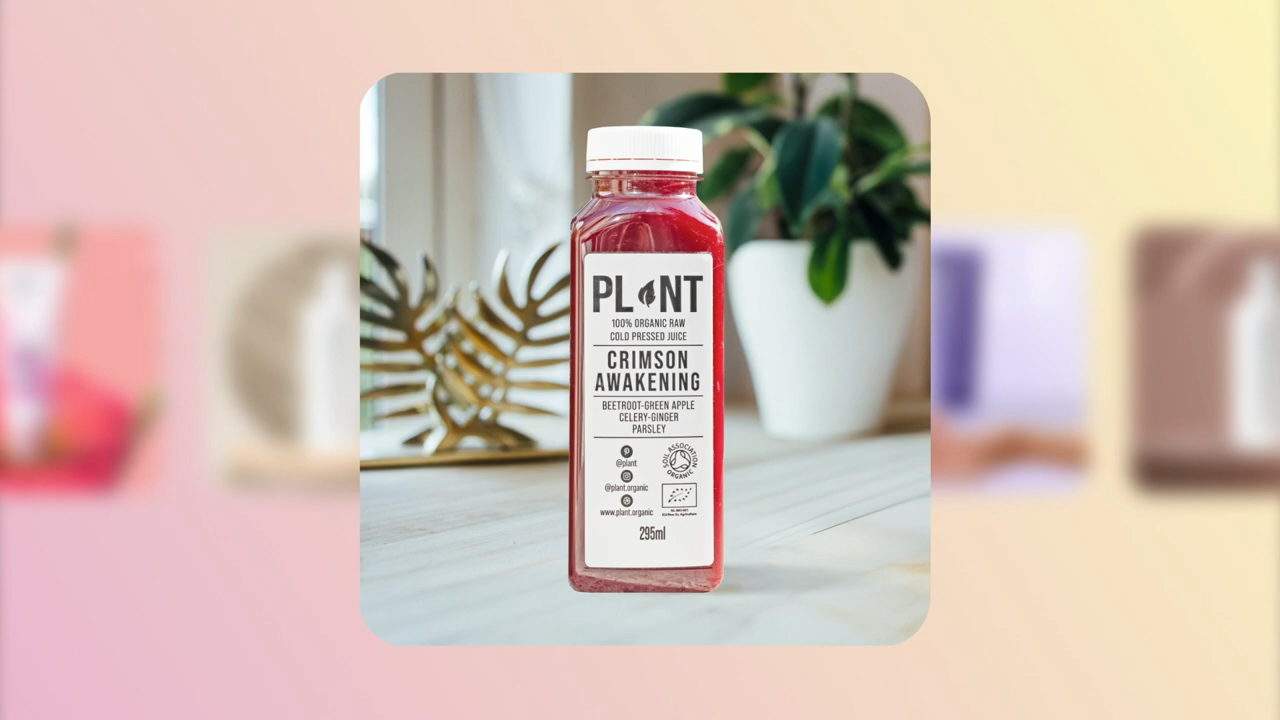 PLANT
100% ORGANIC RAW
COLD PRESSED JUICE
CRIMSON
AWAKENING
BEETROOT-GREEN APPLE
CELERY-GINGER
PARSLEY
@plant
@plant.organic
www.plant.organic
SOIL ASSOCIATION
ORGANIC
295ml